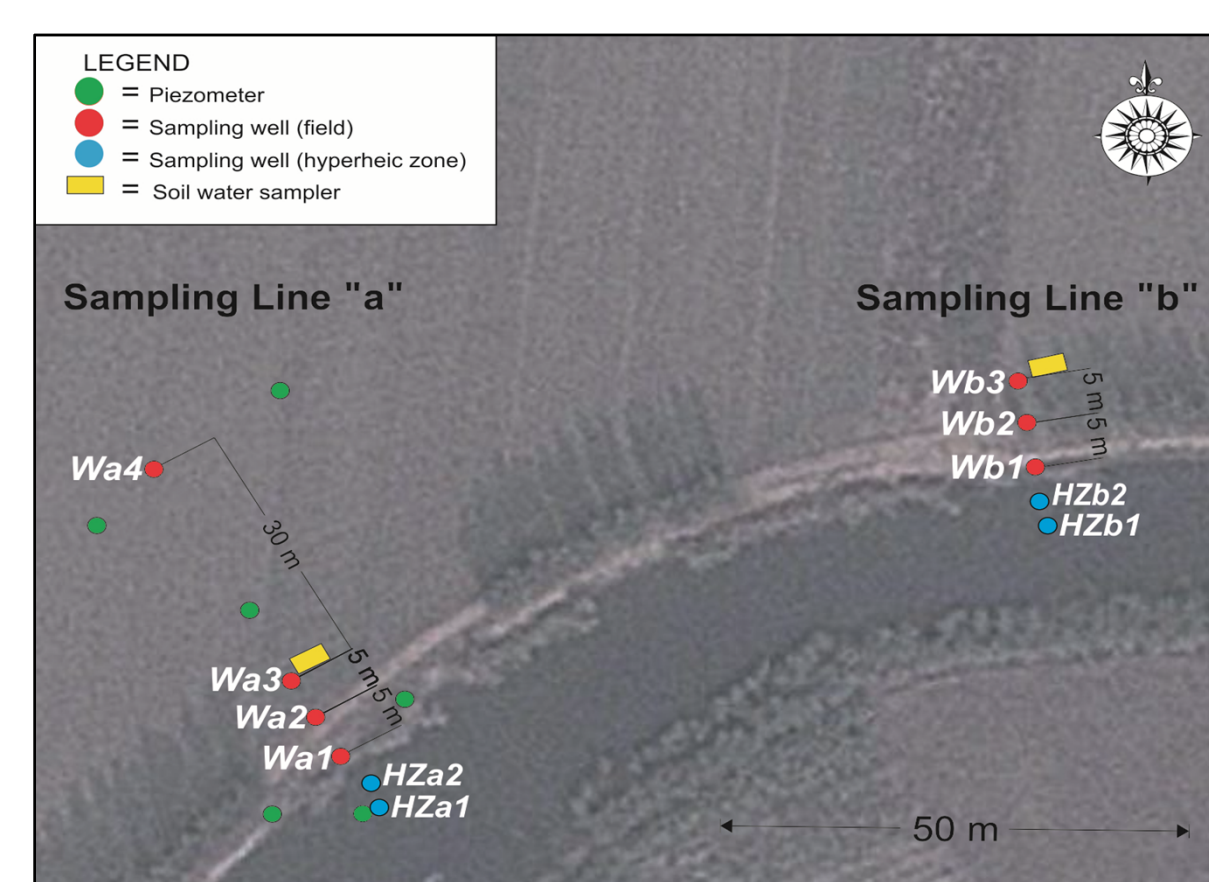 LEGEND
= Piezometer
= Sampling well (field)
= Sampling well (hyperheic zone)
= Soil water sampler
Sampling Line "a"
Sampling Line "b"
Wb3
5 m
Wb2
5 m
Wb1
HZb2
HZb1
Wa4
30 m
Wa3
5 m
Wa2
5 m
Wa1
HZa2
HZa1
50 m